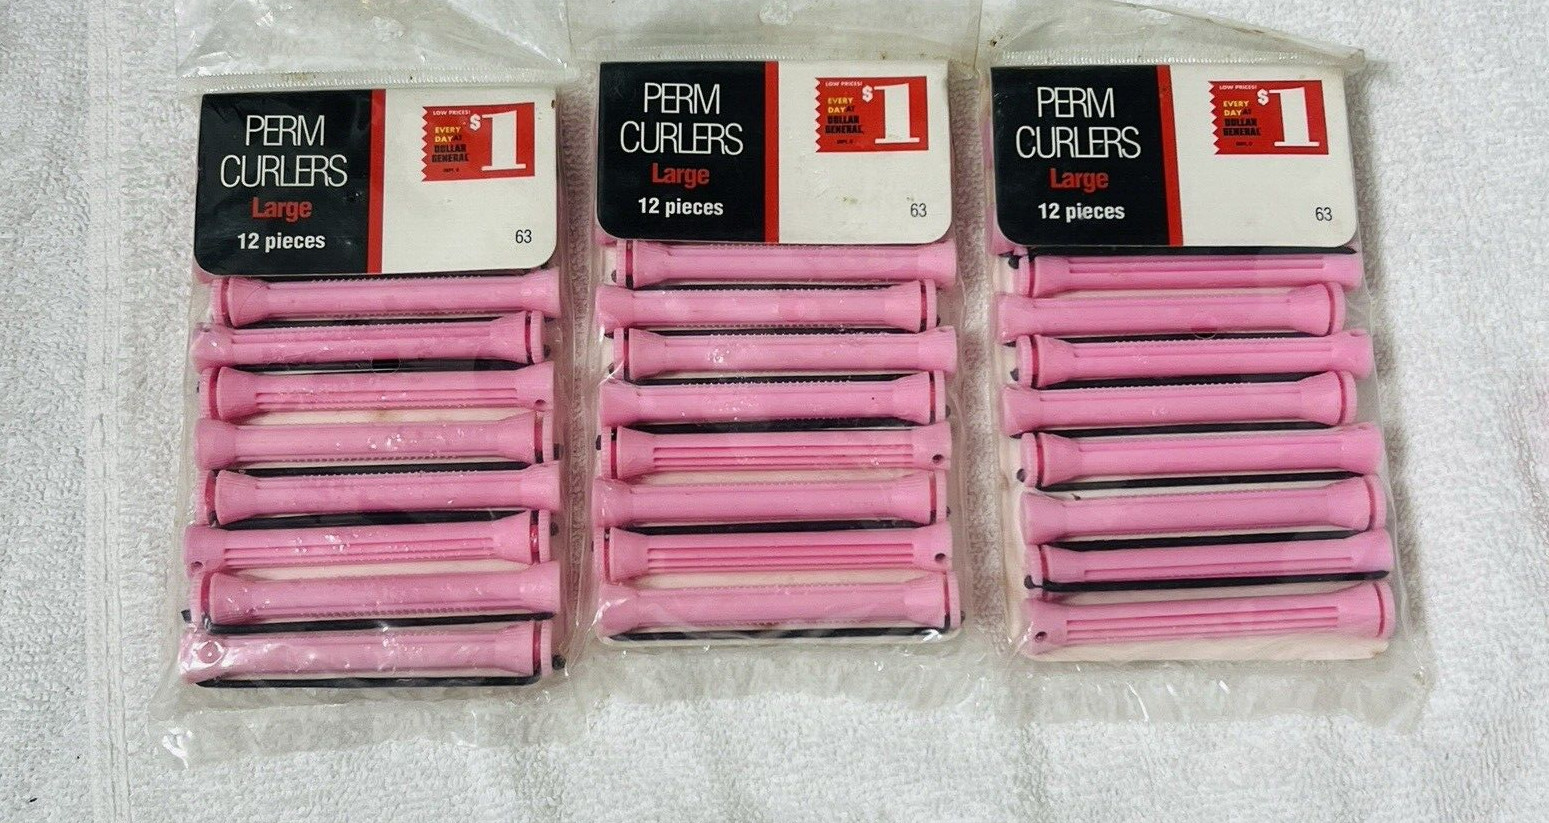 PERM
CURLERS
Large
12 pieces
LOW PRICES!
EVERY
DAY AT
DOLLAR
GENERAL
$1
63
PERM
CURLERS
Large
12 pieces
LOW PRICES!
EVERY
DAY AT
DOLLAR
GENERAL
$1
63
PERM
CURLERS
Large
12 pieces
LOW PRICES!
EVERY
DAY AT
DOLLAR
GENERAL
$1
63